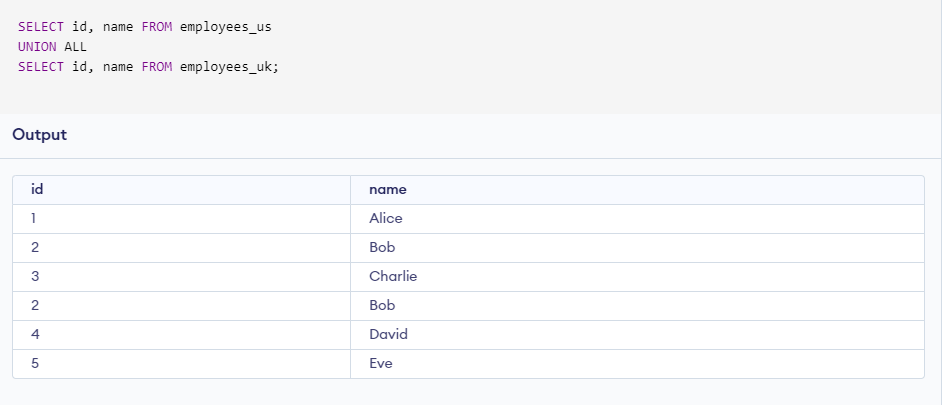 SELECT id, name FROM employees_us
UNION ALL
SELECT id, name FROM employees_uk;
Output
id name
1 Alice
2 Bob
3 Charlie
2 Bob
4 David
5 Eve